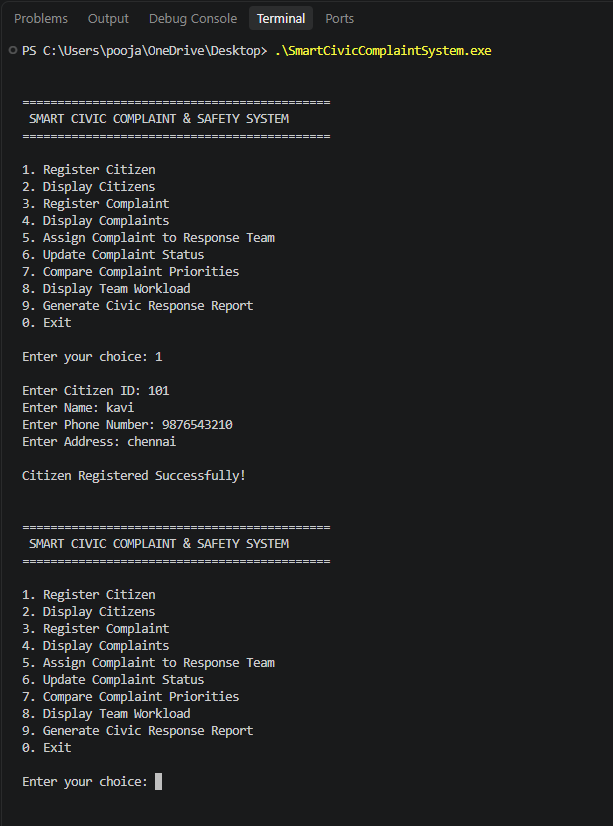 Problems Output Debug Console Terminal Ports
PS C:\Users\pooja\OneDrive\Desktop> .\SmartCivicComplaintSystem.exe
============================================
SMART CIVIC COMPLAINT & SAFETY SYSTEM
============================================
1. Register Citizen
2. Display Citizens
3. Register Complaint
4. Display Complaints
5. Assign Complaint to Response Team
6. Update Complaint Status
7. Compare Complaint Priorities
8. Display Team Workload
9. Generate Civic Response Report
0. Exit
Enter your choice: 1
Enter Citizen ID: 101
Enter Name: kavi
Enter Phone Number: 9876543210
Enter Address: chennai
Citizen Registered Successfully!
============================================
SMART CIVIC COMPLAINT & SAFETY SYSTEM
============================================
1. Register Citizen
2. Display Citizens
3. Register Complaint
4. Display Complaints
5. Assign Complaint to Response Team
6. Update Complaint Status
7. Compare Complaint Priorities
8. Display Team Workload
9. Generate Civic Response Report
0. Exit
Enter your choice: